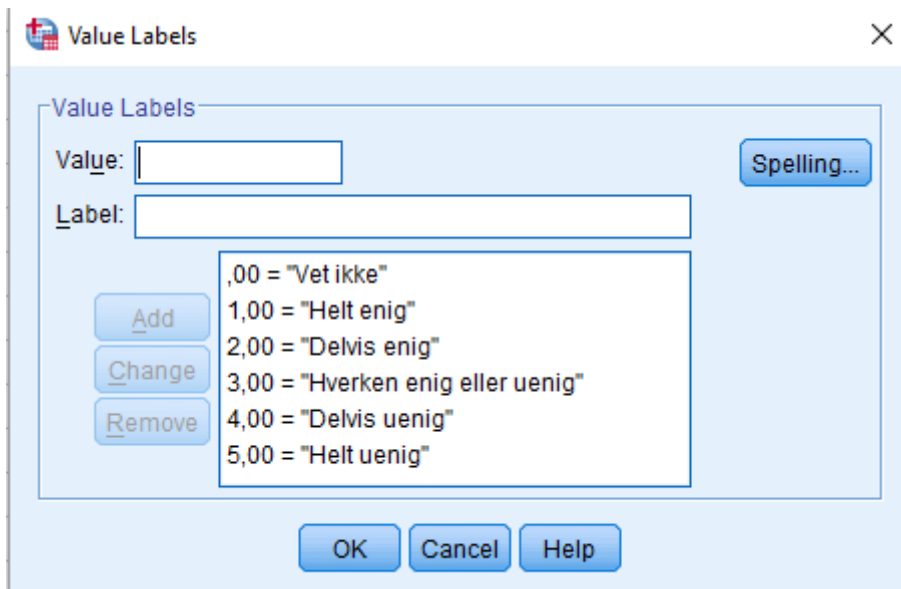 Value Labels
Value Labels
Value:
Spelling...
Label:
,00 = "Vet ikke"
1,00 = "Helt enig"
2,00 = "Delvis enig"
3,00 = "Hverken enig eller uenig"
4,00 = "Delvis uenig"
5,00 = "Helt uenig"
Add
Change
Remove
OK Cancel Help